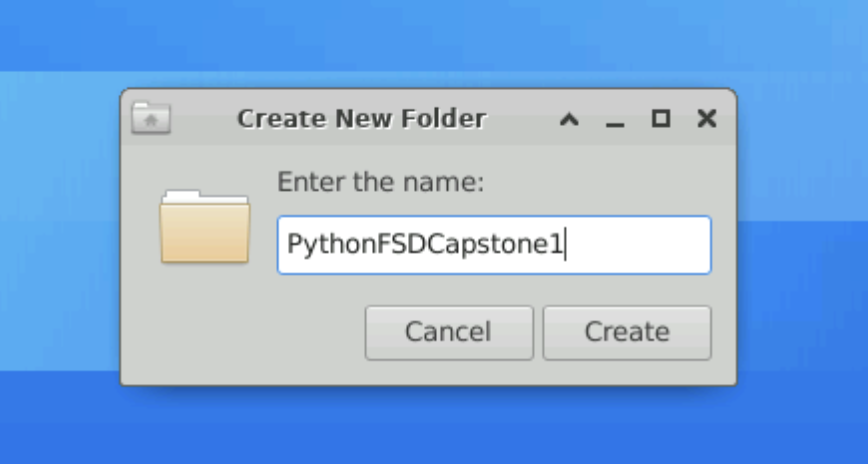 Create New Folder
Enter the name:
PythonFSDCapstone1
Cancel
Create